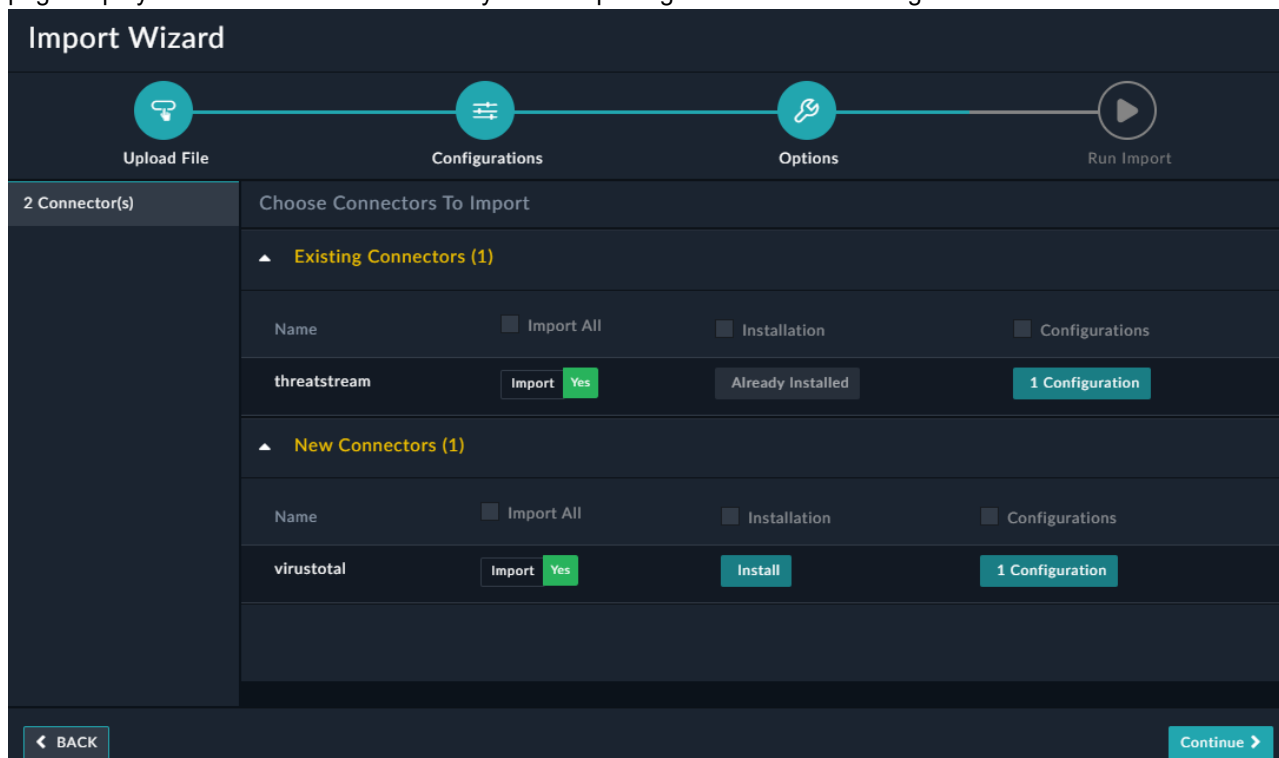 Import Wizard
Upload File Configurations Options Run Import
2 Connector(s)
Choose Connectors To Import
Existing Connectors (1)
Name Import All Installation Configurations
threatstream Import Yes Already Installed 1 Configuration
New Connectors (1)
Name Import All Installation Configurations
virustotal Import Yes Install 1 Configuration
BACK Continue